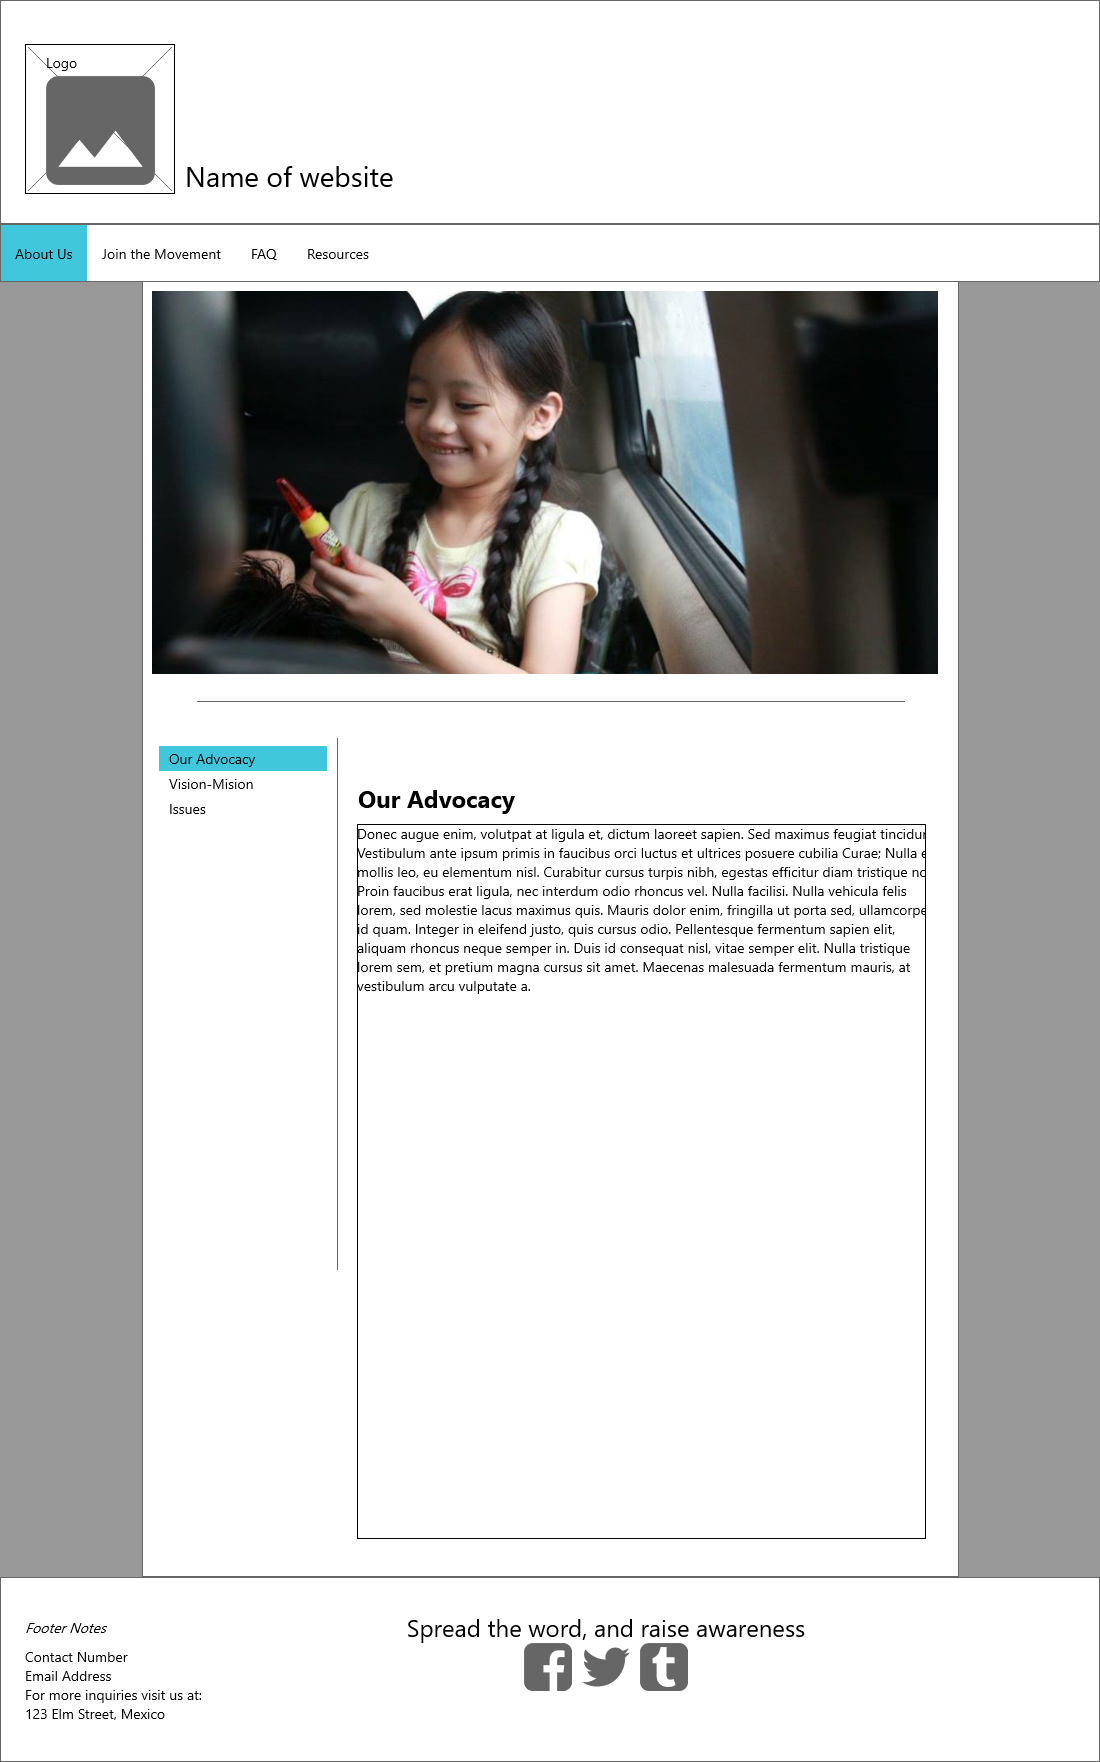 Logo
Name of website
About Us Join the Movement FAQ Resources
Our Advocacy
Vision-Mision
Issues
Our Advocacy
Donec augue enim, volutpat at ligula et, dictum laoreet sapien. Sed maximus feugiat
Vestibulum ante ipsum primis in faucibus orci luctus et ultrices posuere cubilia Curae; Nulla
mollis leo, eu elementum nisl. Curabitur cursus turpis nibh, egestas efficitur diam tristique
Proin faucibus erat ligula, nec interdum odio rhoncus vel. Nulla facilisi. Nulla vehicula felis
lorem, sed molestie lacus maximus quis. Mauris dolor enim, fringilla ut porta sed,
id quam. Integer in eleifend justo, quis cursus odio. Pellentesque fermentum sapien elit,
aliquam rhoncus neque semper in. Duis id consequat nisl, vitae semper elit. Nulla tristique
lorem sem, et pretium magna cursus sit amet. Maecenas malesuada fermentum mauris, at
vestibulum arcu vulputate a.
Footer Notes
Contact Number
Email Address
For more inquiries visit us at:
123 Elm Street, Mexico
Spread the word, and raise awareness